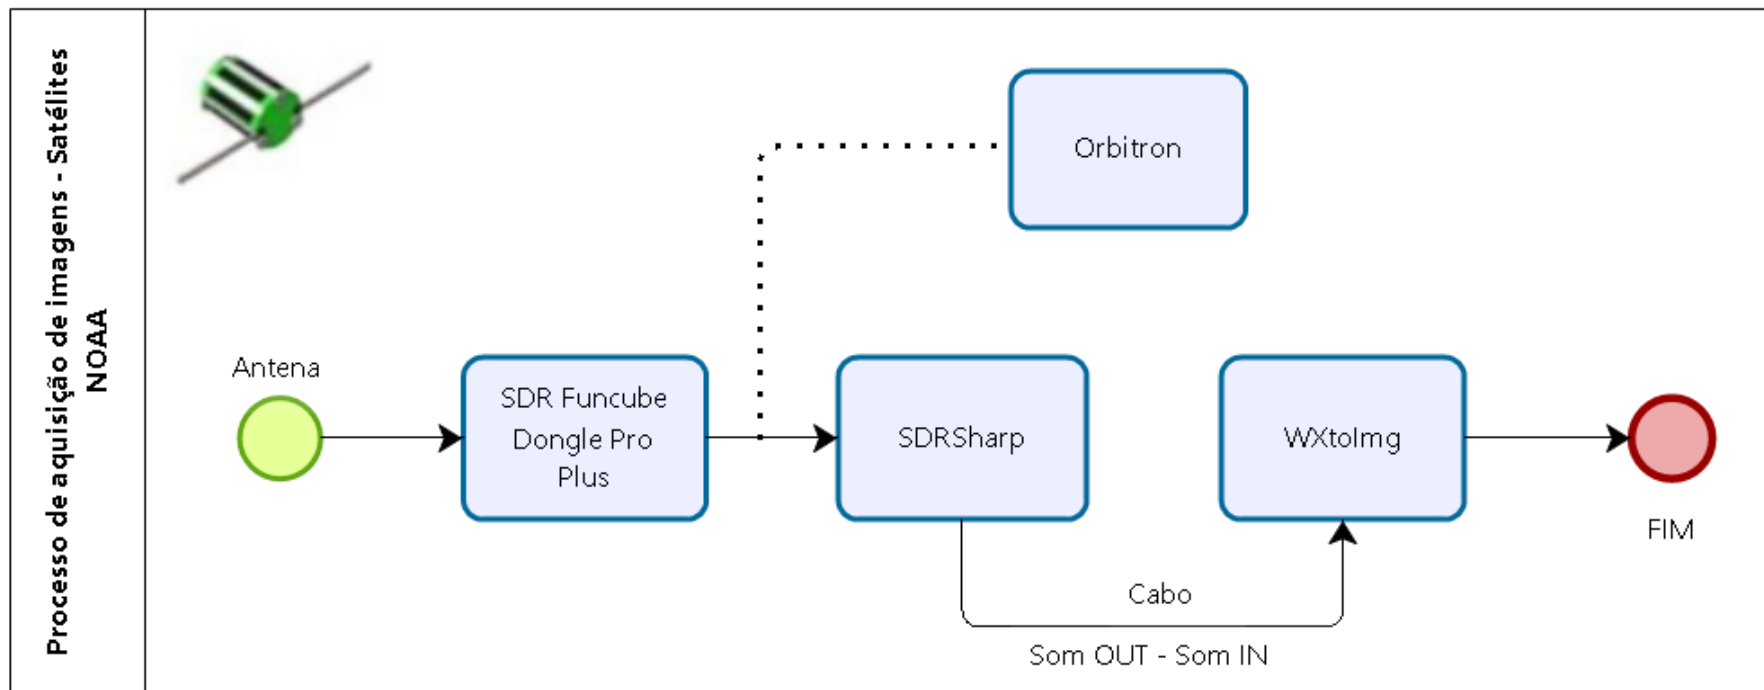 Processo de aquisição de imagens - Satélites
NOAA
Orbitron
Antena
SDR Funcube
Dongle Pro
Plus
SDRSharp
WXtoImg
FIM
Cabo
Som OUT - Som IN